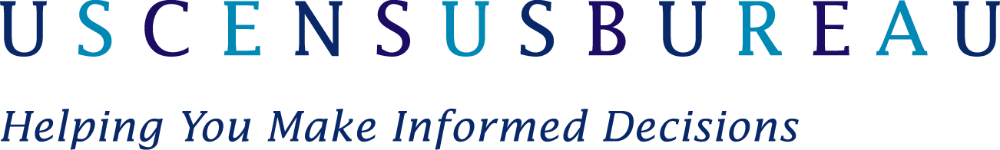 USCENSUSBUREAU
Helping You Make Informed Decisions